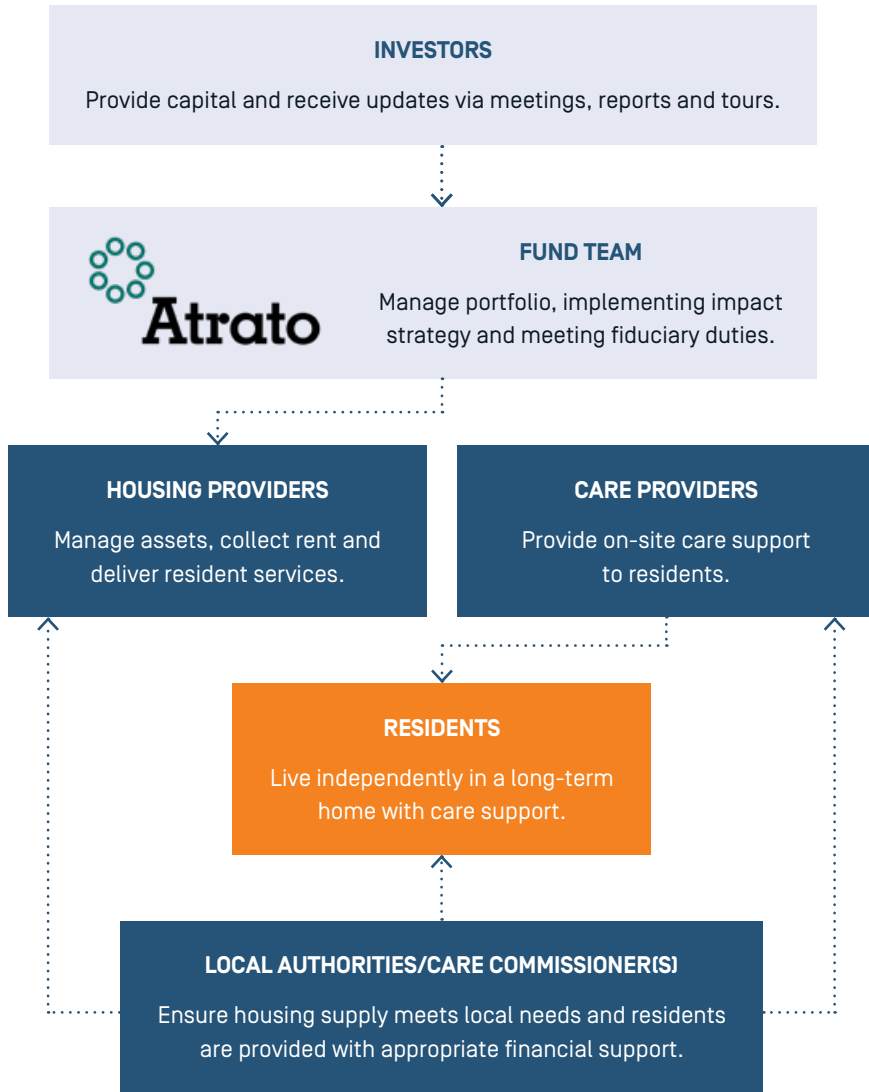 INVESTORS
Provide capital and receive updates via meetings, reports and tours.
Atrato
FUND TEAM
Manage portfolio, implementing impact
strategy and meeting fiduciary duties.
HOUSING PROVIDERS
Manage assets, collect rent and
deliver resident services.
CARE PROVIDERS
Provide on-site care support
to residents.
RESIDENTS
Live independently in a long-term
home with care support.
LOCAL AUTHORITIES/CARE COMMISSIONER(S)
Ensure housing supply meets local needs and residents
are provided with appropriate financial support.